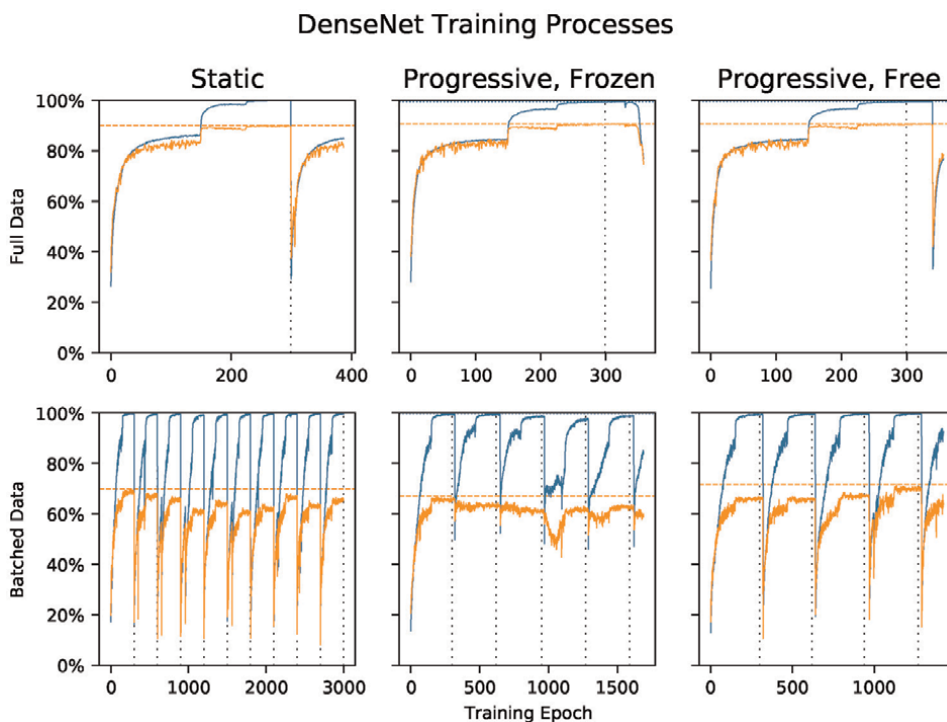 DenseNet Training Processes
Static
Progressive, Frozen
Progressive, Free
Full Data
100%
80%
60%
40%
20%
0%
0 200 400
0 100 200 300
0 100 200 300
Batched Data
100%
80%
60%
40%
20%
0%
0 1000 2000 3000
0 500 1000 1500
0 500 1000
Training Epoch